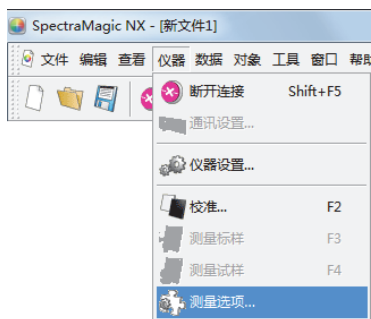 SpectraMagic NX - [新文件1]
文件 编辑 查看 仪器 数据 对象 工具 窗口 帮助
断开连接 Shift+F5
通讯设置...
仪器设置...
校准... F2
测量标样 F3
测量试样 F4
测量选项...